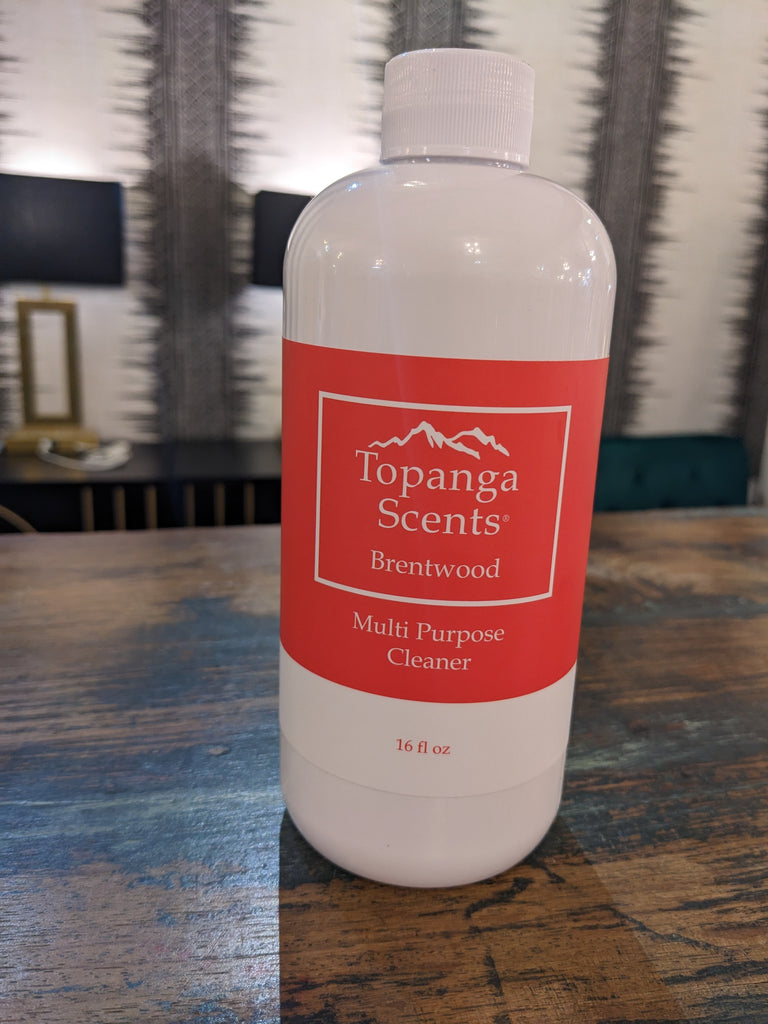 Topanga
Scents®
Brentwood
Multi Purpose
Cleaner
16 fl oz